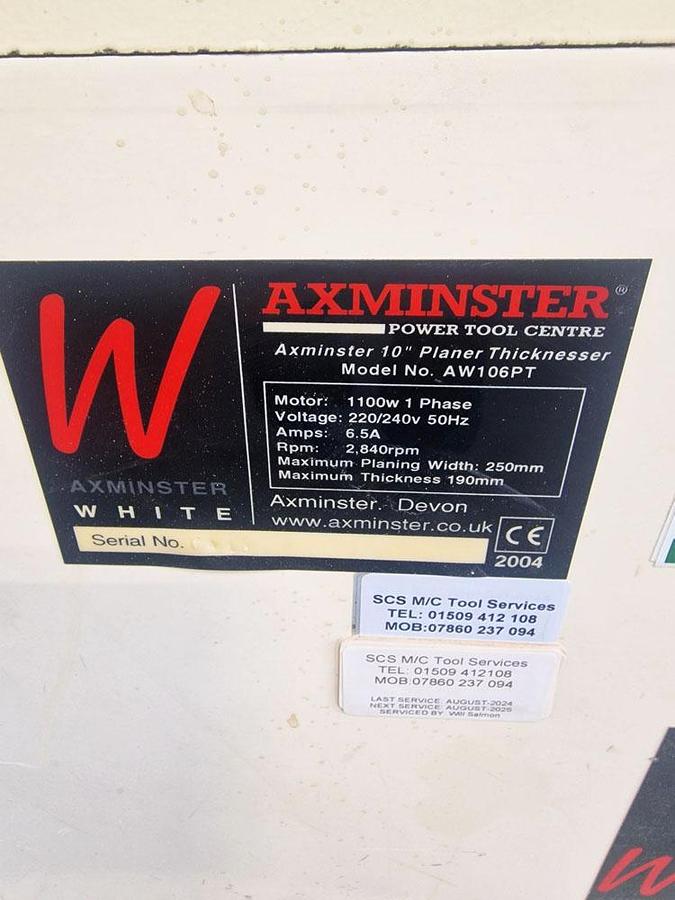 W
AXMINSTER
WHITE
AXMINSTER®
POWER TOOL CENTRE
Axminster 10" Planer Thicknesser
Model No. AW106PT
Motor: 1100w 1 Phase
Voltage: 220/240v 50Hz
Amps: 6.5A
Rpm: 2,840rpm
Maximum Planing Width: 250mm
Maximum Thickness 190mm
Axminster. Devon
www.axminster.co.uk
CE
2004
Serial No.
SCS M/C Tool Services
TEL: 01509 412 108
MOB:07860 237 094
SCS M/C Tool Services
TEL: 01509 412108
MOB:07860 237 094
LAST SERVICE: AUGUST-2024
NEXT SERVICE: AUGUST-2025
SERVICED BY: Will Salmon
W